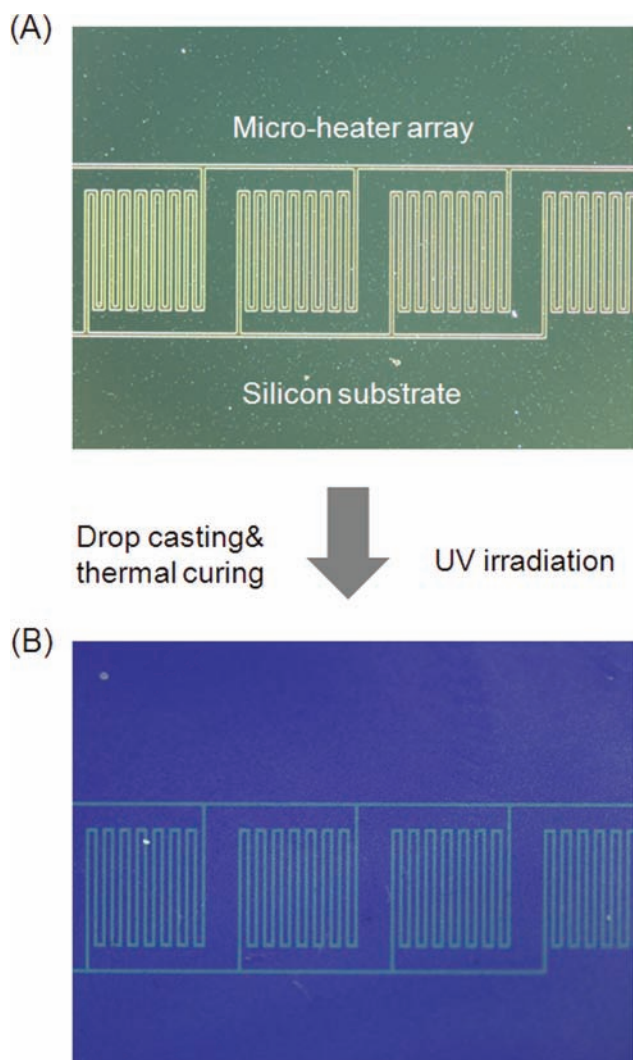 (A)
Micro-heater array
Silicon substrate
Drop casting&
thermal curing
UV irradiation
(B)